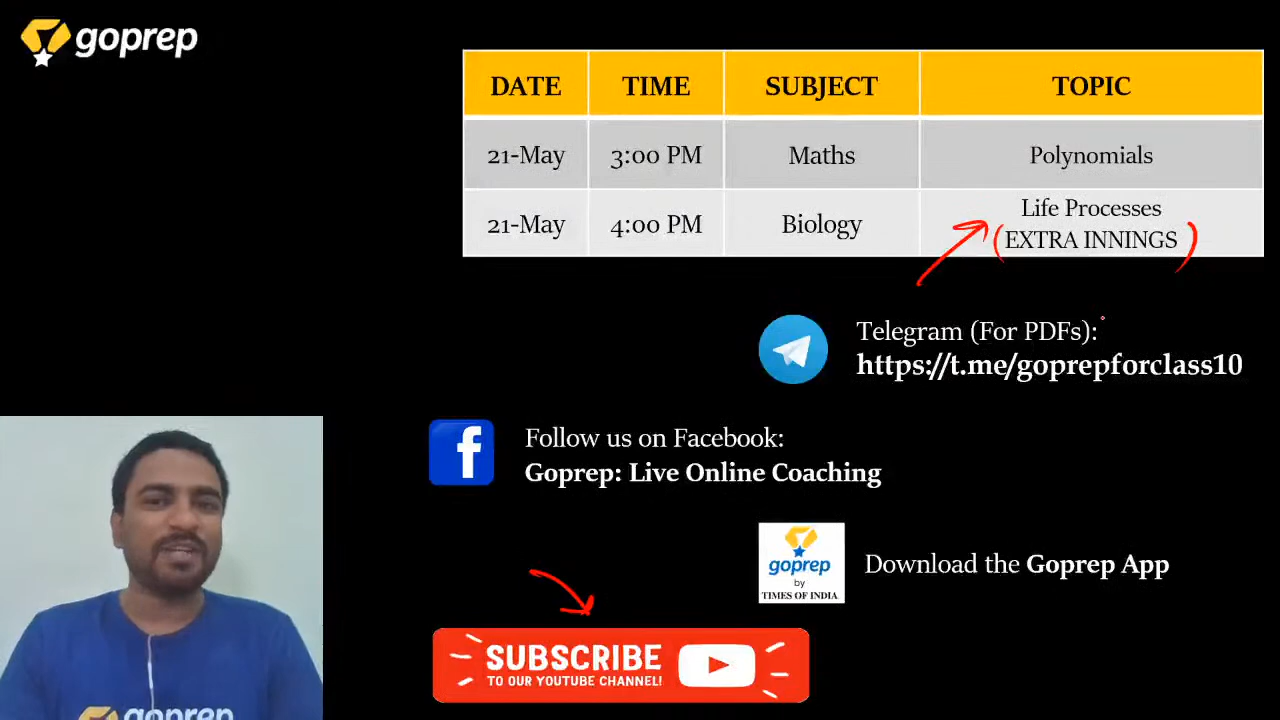 goprep
DATE TIME SUBJECT TOPIC
21-May 3:00 PM Maths Polynomials
21-May 4:00 PM Biology Life Processes
(EXTRA INNINGS)
Telegram (For PDFs):
https://t.me/goprepforclass10
f
Follow us on Facebook:
Goprep: Live Online Coaching
goprep
by
TIMES OF INDIA
Download the Goprep App
SUBSCRIBE
TO OUR YOUTUBE CHANNEL!
goprep